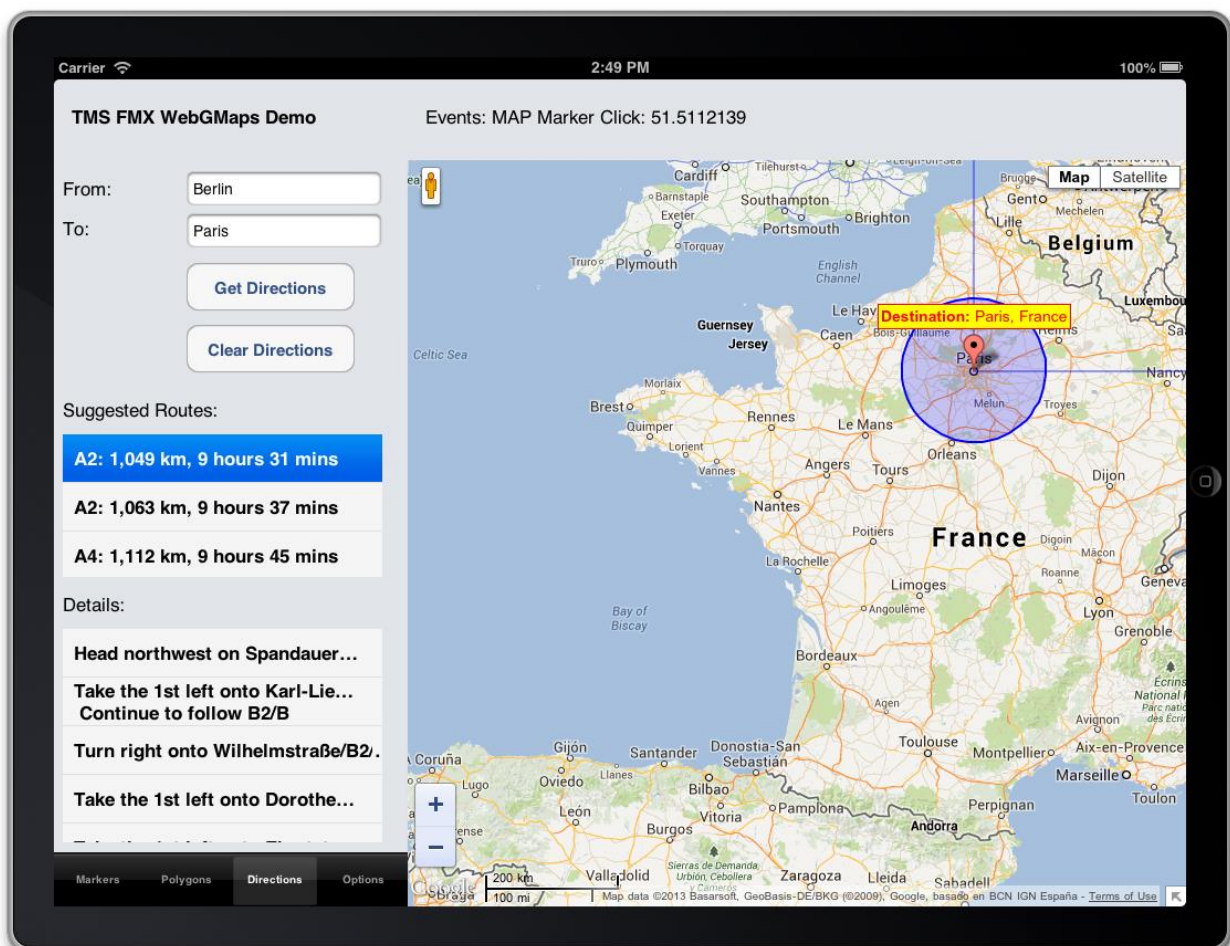 Carrier
2:49 PM
100%
TMS FMX WebGMaps Demo
Events: MAP Marker Click: 51.5112139
From:
Berlin
To:
Paris
Get Directions
Clear Directions
Suggested Routes:
A2: 1,049 km, 9 hours 31 mins
A2: 1,063 km, 9 hours 37 mins
A4: 1,112 km, 9 hours 45 mins
Details:
Head northwest on Spandauer...
Take the 1st left onto Karl-Lie...
Continue to follow B2/B
Turn right onto Wilhelmstraße/B2/.
Take the 1st left onto Dorothe...
Markers
Polygons
Directions
Options
Map
Satellite
Cardiff
Tilehurst
Barnstaple
Southampton
Exeter
Portsmouth
Brighton
Torquay
Truro
Plymouth
English
Channel
Gent
Mechelen
Lille
Belgium
Luxembou
Le Hav
Destination: Paris, France
Reims
Guernsey
Jersey
Caen
Celtic Sea
Paris
Nancy
Morlaix
Melun
Troyes
Brest
Rennes
Quimper
Le Mans
Lorient
Orleans
Vannes
Angers
Tours
Dijon
Nantes
Poitiers
France
Digoin
Mâcon
La Rochelle
Roanne
Geneva
Limoges
Angoulême
Lyon
Bay of
Biscay
Grenoble
Bordeaux
Écrins
National
Parc natio
des Écrin
Agen
Avignon
Gijón
Santander
Donostia-San
Sebastián
Toulouse
Montpellier
Aix-en-Provence
Coruña
Marseille
Lugo
Oviedo
Llanes
Bilbao
Toulon
León
Vitoria
Pamplona
Perpignan
Burgos
Andorra
Sierras de Demanda,
Urbión, Cebollera
y Cameros
Valladolid
Zaragoza
Lleida
Sabadell
Google
Braga
200 km
100 mi
Map data ©2013 Basarsoft, GeoBasis-DE/BKG (©2009), Google, basado en BCN IGN España - Terms of Use